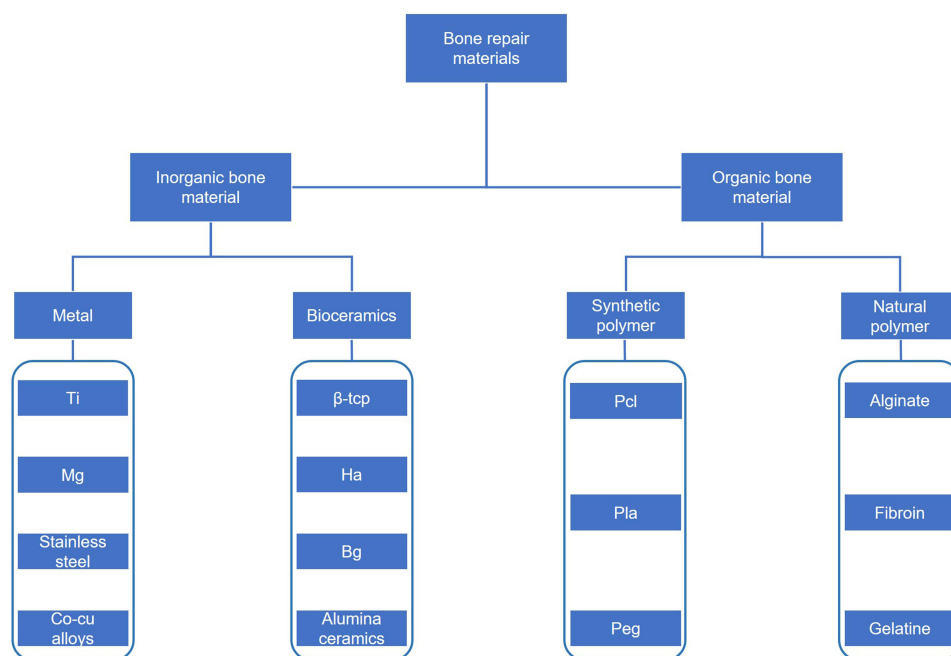 Bone repair
materials
Inorganic bone
material
Organic bone
material
Metal
Bioceramics
Synthetic
polymer
Natural
polymer
Ti
Mg
Stainless
steel
Co-cu
alloys
β-tcp
Ha
Bg
Alumina
ceramics
Pcl
Pla
Peg
Alginate
Fibroin
Gelatine